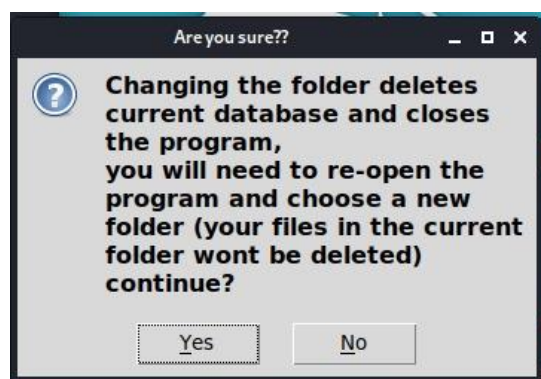 Are you sure??
Changing the folder deletes
current database and closes
the program,
you will need to re-open the
program and choose a new
folder (your files in the current
folder wont be deleted)
continue?
Yes
No